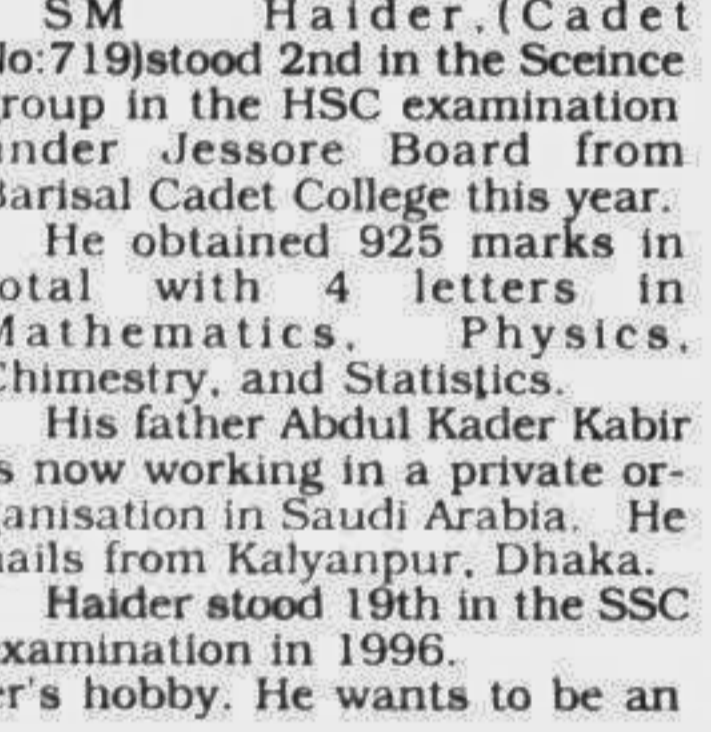 SM Haider,(Cadet
No:719)stood 2nd in the Sceince
roup in the HSC examination
under Jessore Board from
Barisal Cadet College this year.
He obtained 925 marks in
otal with 4 letters in
Mathematics, Physics,
Chimestry, and Statistics.
His father Abdul Kader Kabir
s now working in a private or-
anisation in Saudi Arabia. He
ails from Kalyanpur, Dhaka.
Haider stood 19th in the SSC
xamination in 1996.
er's hobby. He wants to be an